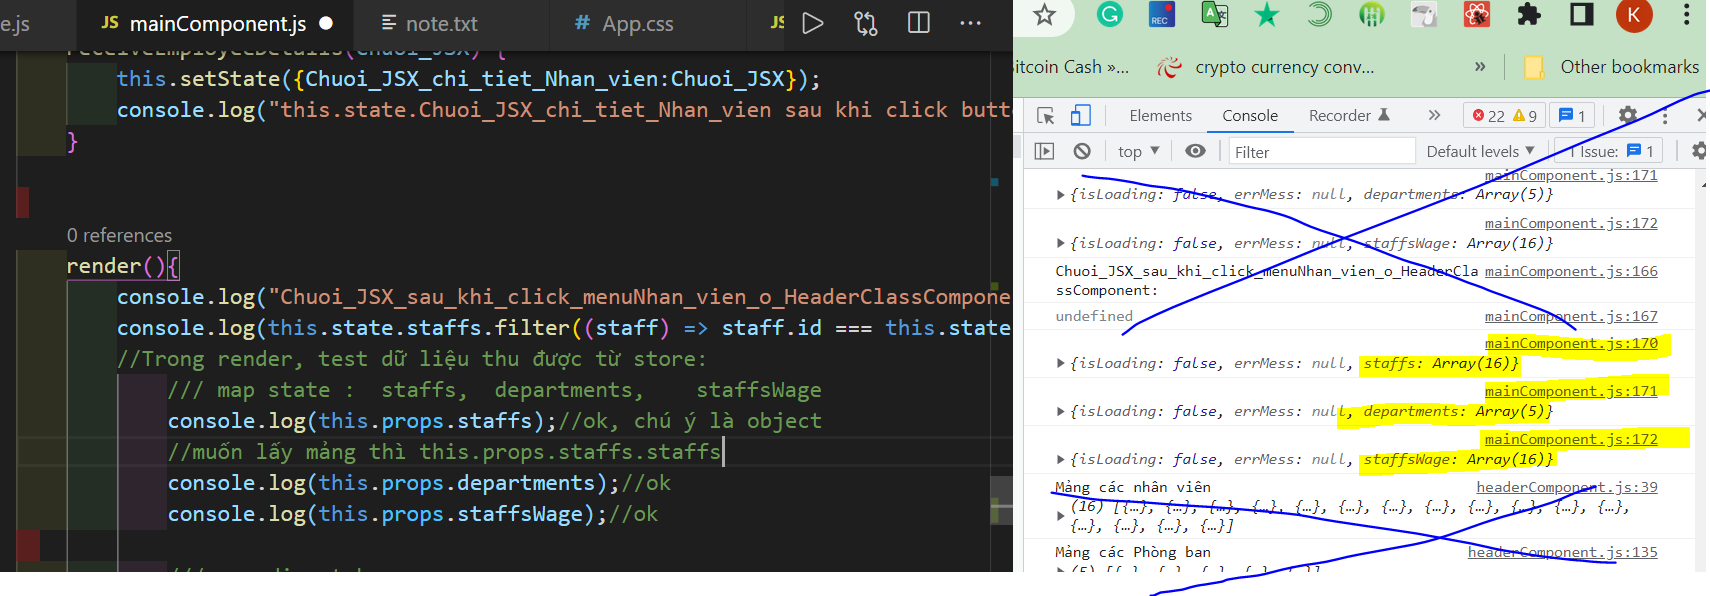 e.js
JS mainComponent.js
note.txt
# App.css
JS
this.setState({Chuoi_JSX_chi_tiet_Nhan_vien:Chuoi_JSX});
console.log("this.state.Chuoi_JSX_chi_tiet_Nhan_vien sau khi click butt
}
0 references
render(){
console.log("Chuoi_JSX_sau_khi_click_menuNhan_vien_o_HeaderClassCompone
console.log(this.state.staffs.filter((staff) => staff.id === this.state
//Trong render, test dữ liệu thu được từ store:
/// map state : staffs, departments, staffsWage
console.log(this.props.staffs);//ok, chú ý là object
//muốn lấy mảng thì this.props.staffs.staffs
console.log(this.props.departments);//ok
console.log(this.props.staffsWage);//ok
REC
K
itcoin Cash »...
crypto currency conv...
»
Other bookmarks
Elements
Console
Recorder
»
22
9
1
top
Filter
Default levels
1 Issue:
1
mainComponent.js:171
{isLoading: false, errMess: null, departments: Array(5)}
mainComponent.js:172
{isLoading: false, errMess: null, staffsWage: Array(16)}
Chuoi_JSX_sau_khi_click_menuNhan_vien_o_HeaderCla mainComponent.js:166
ssComponent:
undefined mainComponent.js:167
mainComponent.js:170
{isLoading: false, errMess: null, staffs: Array(16)}
mainComponent.js:171
{isLoading: false, errMess: null, departments: Array(5)}
mainComponent.js:172
{isLoading: false, errMess: null, staffsWage: Array(16)}
Mảng các nhân viên headerComponent.js:39
(16) [{…}, {…}, {…}, {…}, {…}, {…}, {…}, {…}, {…}, {…}, {…}, {…},
{…}, {…}, {…}, {…}]
Mảng các Phòng ban headerComponent.js:135